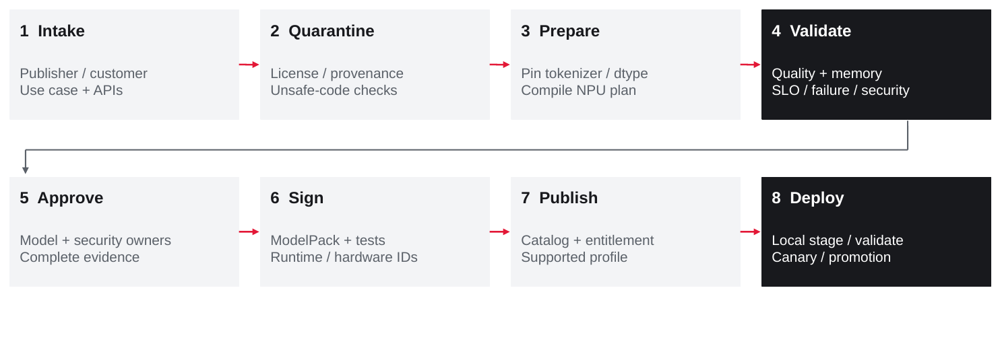 1 Intake
Publisher / customer
Use case + APIs
2 Quarantine
License / provenance
Unsafe-code checks
3 Prepare
Pin tokenizer / dtype
Compile NPU plan
4 Validate
Quality + memory
SLO / failure / security
5 Approve
Model + security owners
Complete evidence
6 Sign
ModelPack + tests
Runtime / hardware IDs
7 Publish
Catalog + entitlement
Supported profile
8 Deploy
Local stage / validate
Canary / promotion